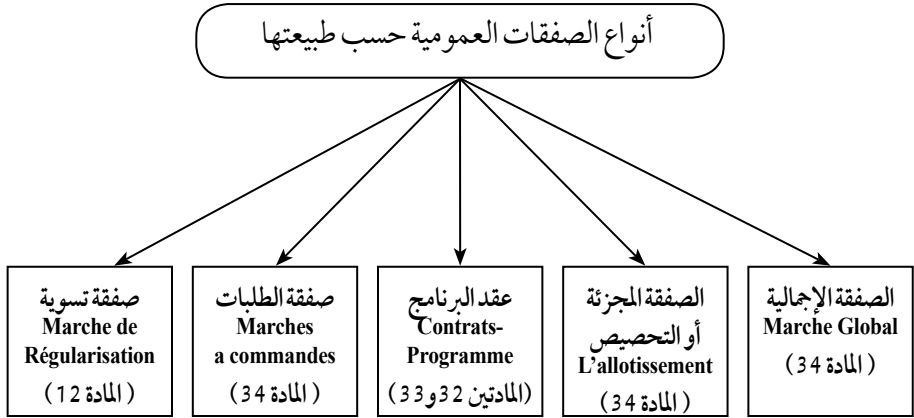 أنواع الصفقات العمومية حسب طبيعتها
الصفقة الإجمالية
Marche Global
( المادة 34 )
الصفقة المجزئة
أو التحصيص
L'allotissement
( المادة 34 )
عقد البرنامج
Contrats-
Programme
(المادتين 32و33)
صفقة الطلبات
Marches
a commandes
( المادة 34 )
صفقة تسوية
Marche de
Régularisation
( المادة 12 )